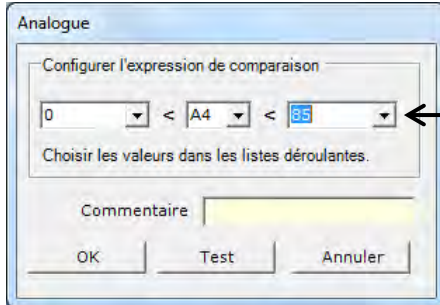 Analogue
Configurer l'expression de comparaison
0 < A4 < 85
Choisir les valeurs dans les listes déroulantes.
Commentaire
OK Test Annuler